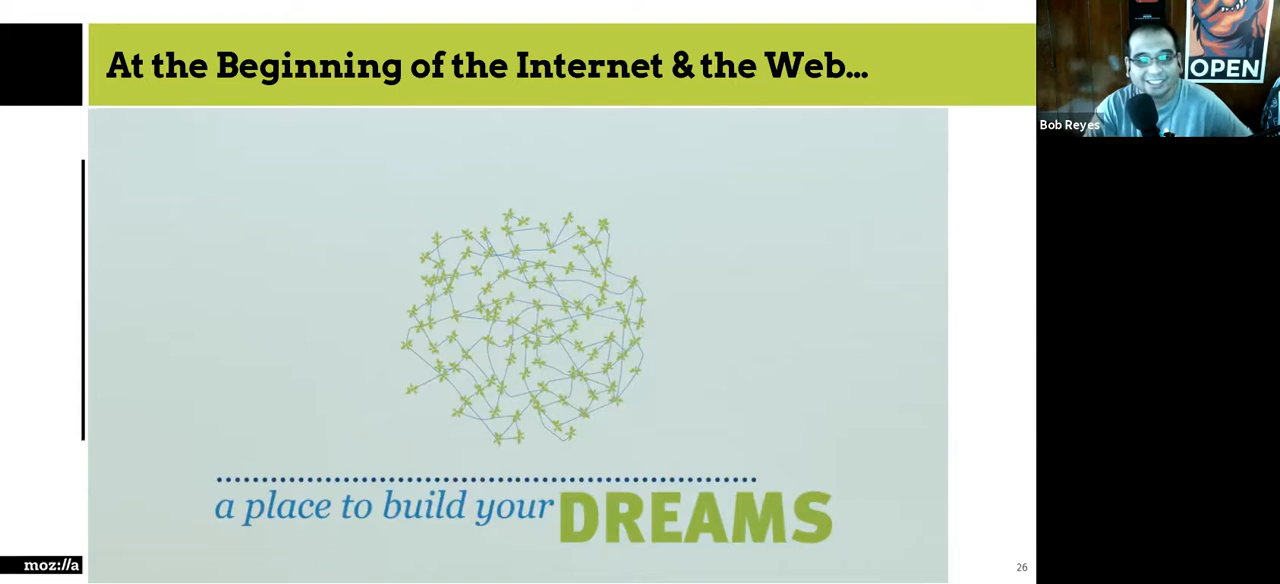 At the Beginning of the Internet & the Web...
OPEN
Bob Reyes
a place to build your DREAMS
moz://a
26